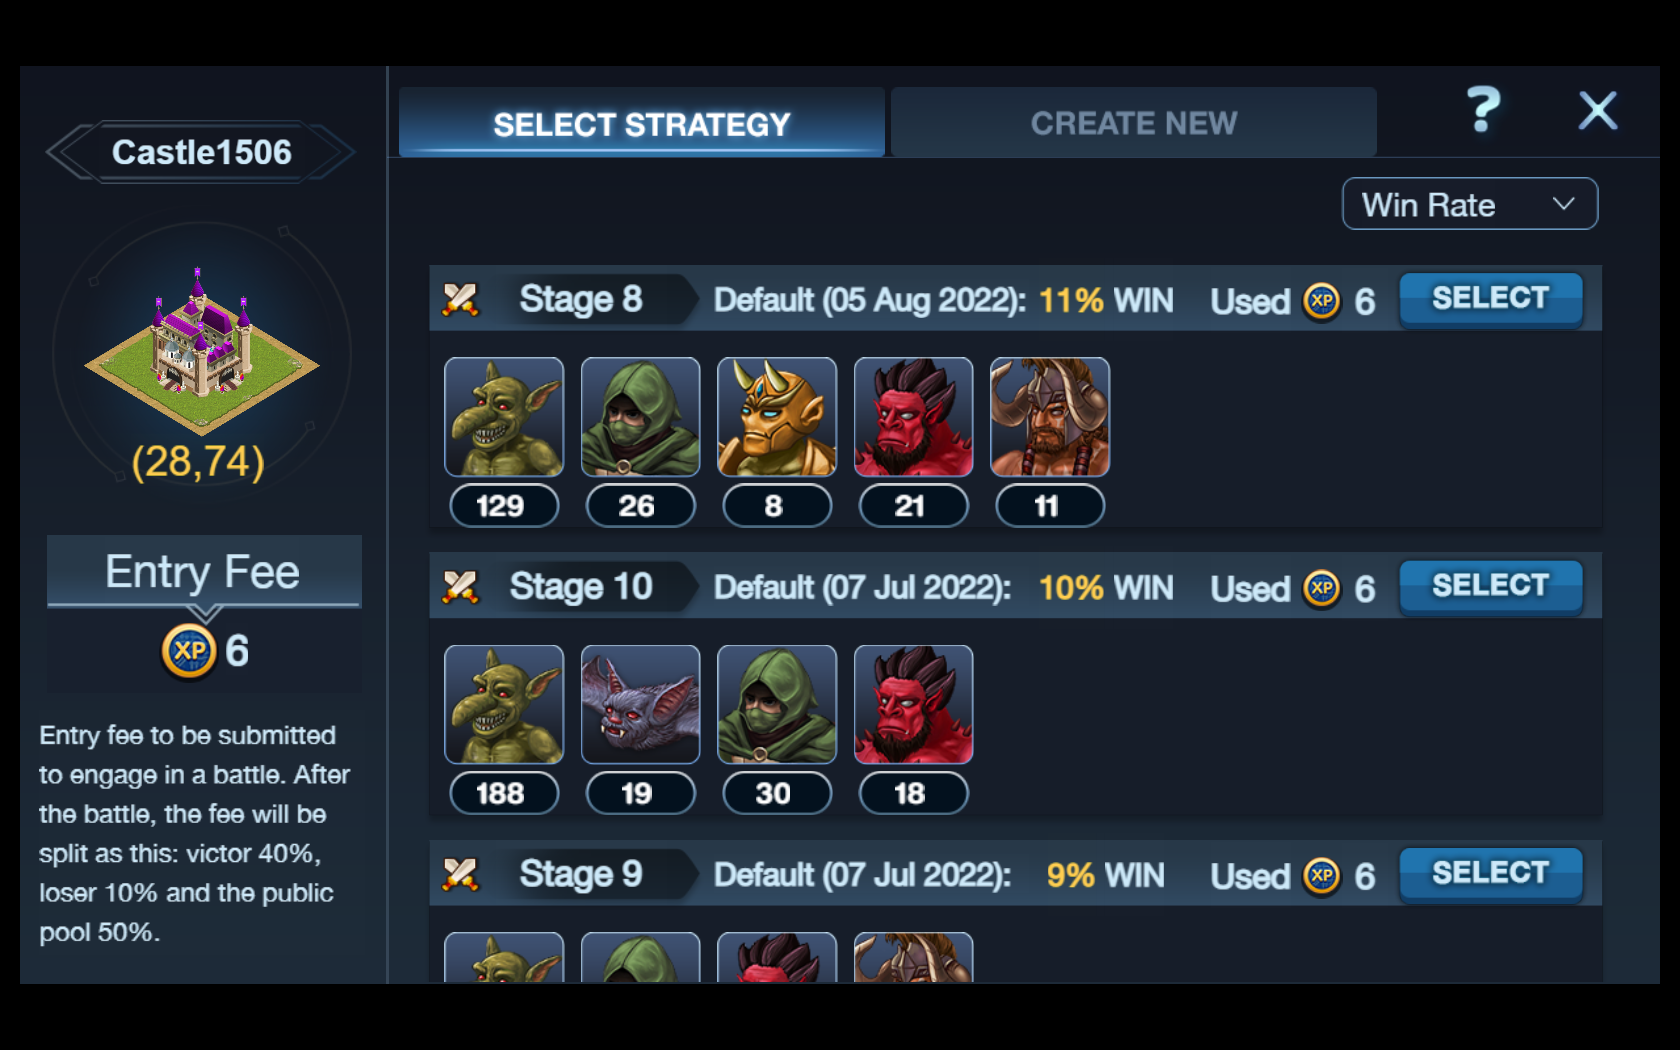 Castle1506
(28,74)
Entry Fee
XP 6
Entry fee to be submitted
to engage in a battle. After
the battle, the fee will be
split as this: victor 40%,
loser 10% and the public
pool 50%.
SELECT STRATEGY
CREATE NEW
?
Win Rate
Stage 8 Default (05 Aug 2022): 11% WIN Used XP 6 SELECT
129 26 8 21 11
Stage 10 Default (07 Jul 2022): 10% WIN Used XP 6 SELECT
188 19 30 18
Stage 9 Default (07 Jul 2022): 9% WIN Used XP 6 SELECT